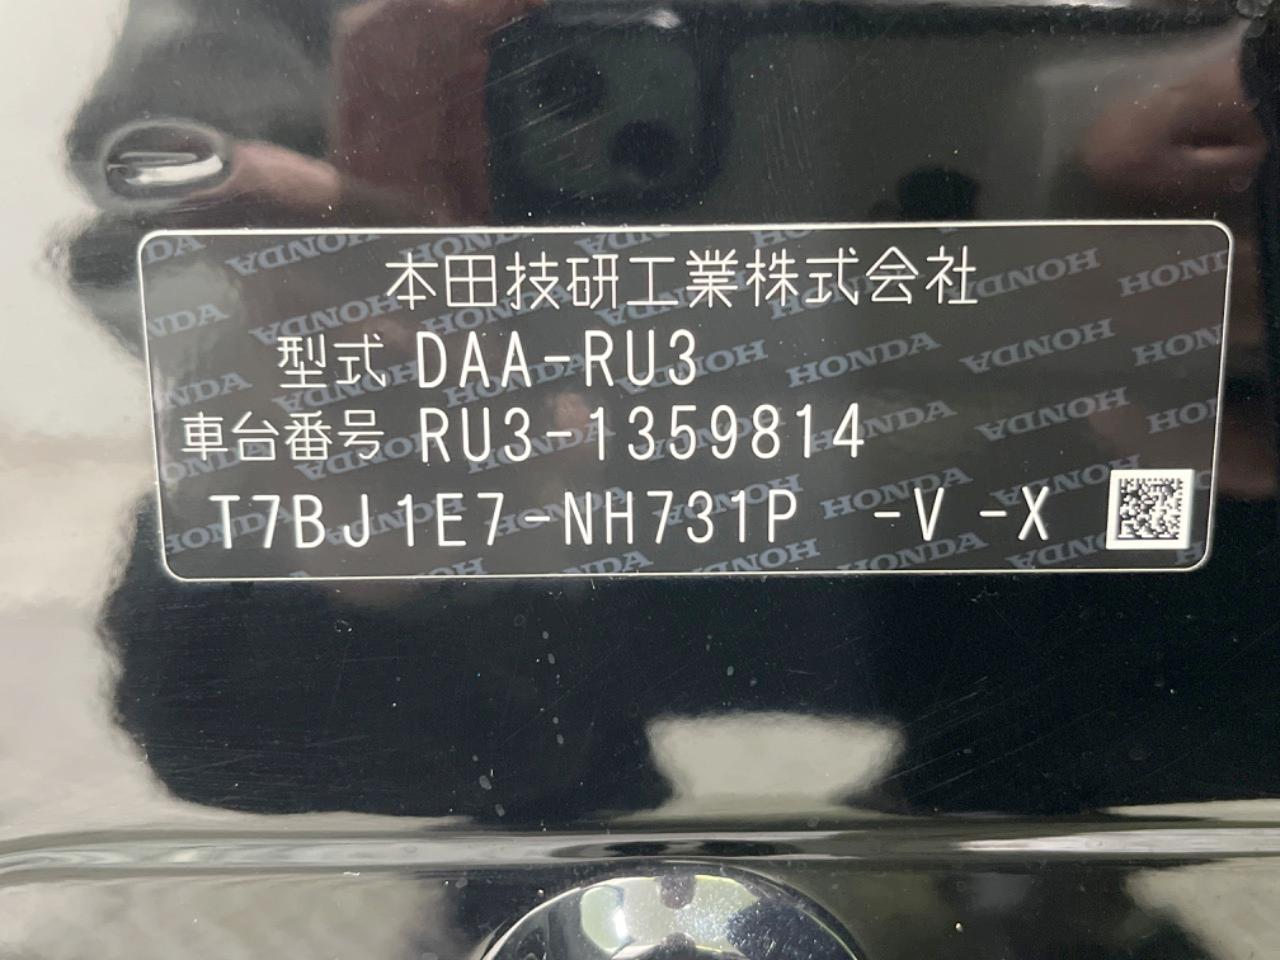 本田技研工業株式会社
型式 DAA-RU3
車台番号 RU3-1359814
T7BJ1E7-NH731P -V -X